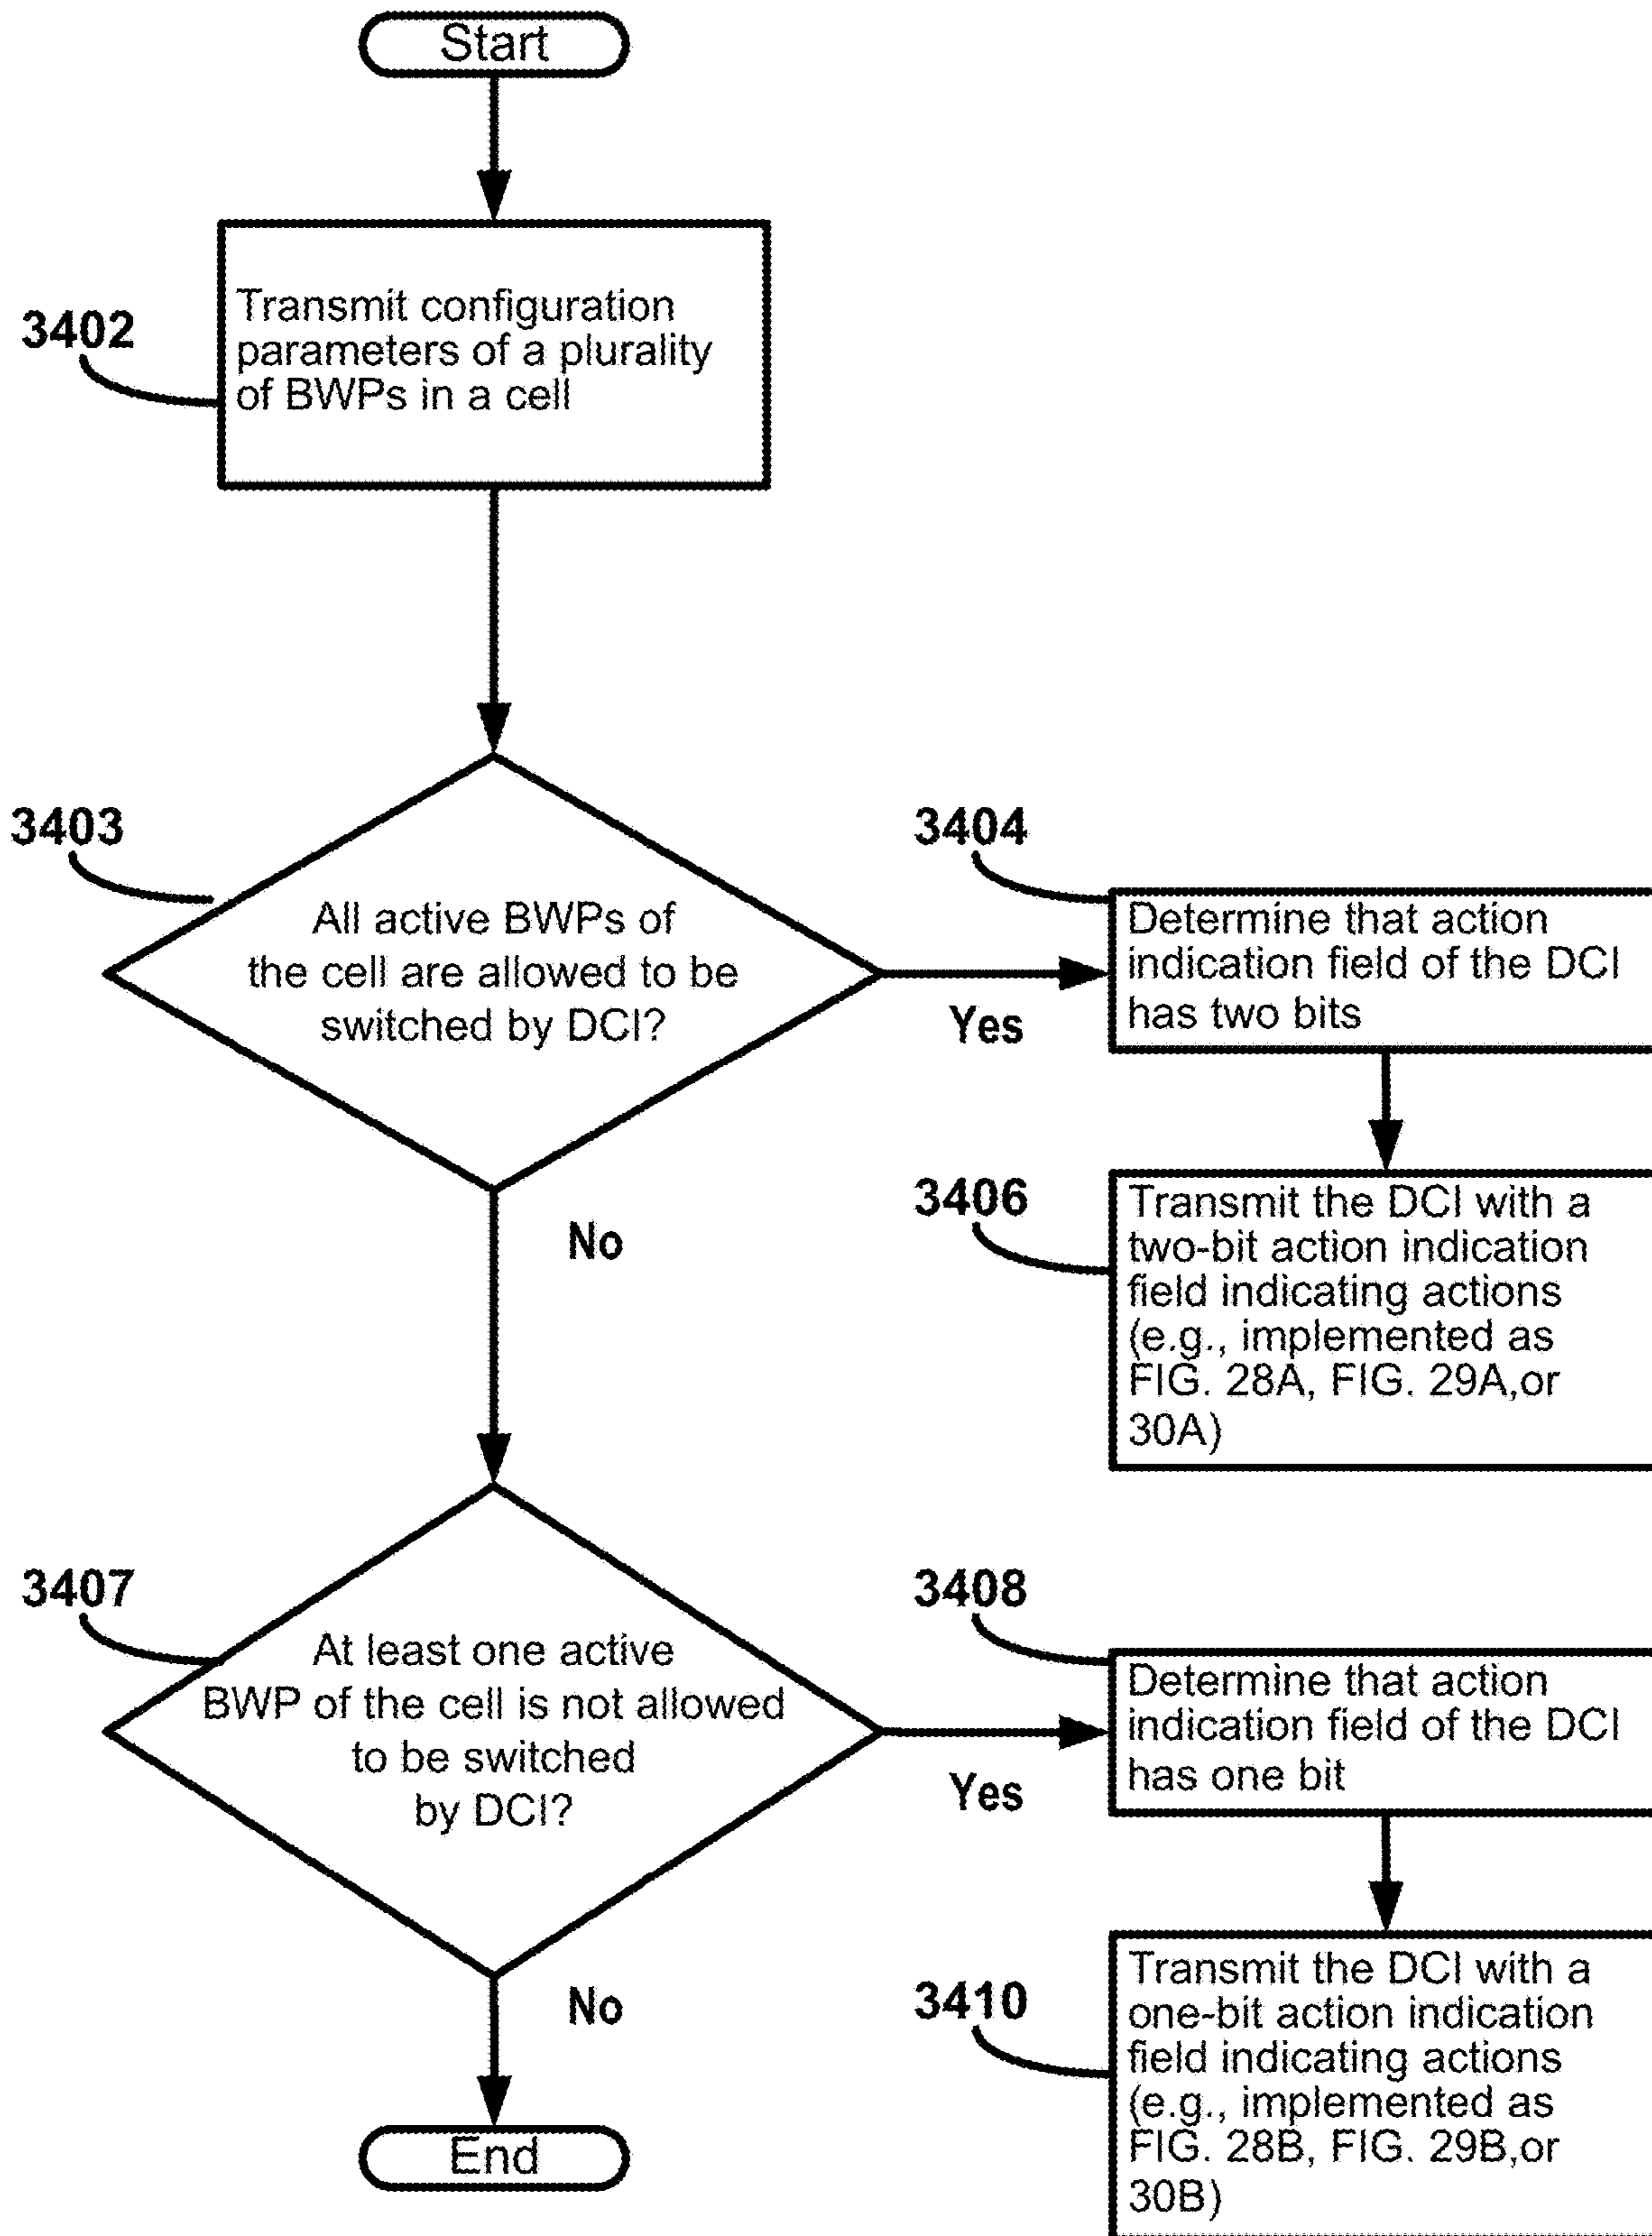 Start
3402
Transmit configuration
parameters of a plurality
of BWPs in a cell
3403
All active BWPs of
the cell are allowed to be
switched by DCI?
Yes
No
3404
Determine that action
indication field of the DCI
has two bits
3406
Transmit the DCI with a
two-bit action indication
field indicating actions
(e.g., implemented as
FIG. 28A, FIG. 29A,or
30A)
3407
At least one active
BWP of the cell is not allowed
to be switched
by DCI?
Yes
No
3408
Determine that action
indication field of the DCI
has one bit
3410
Transmit the DCI with a
one-bit action indication
field indicating actions
(e.g., implemented as
FIG. 28B, FIG. 29B,or
30B)
End